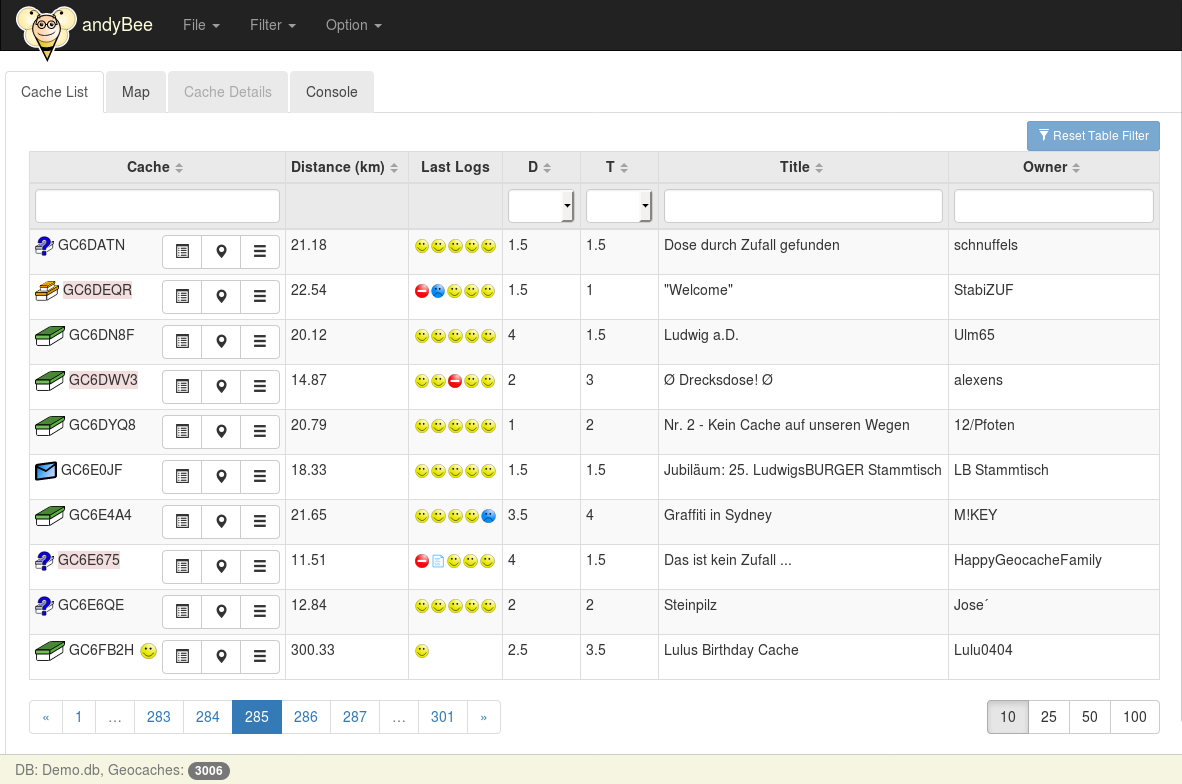 andyBee File Filter Option
Cache List Map Cache Details Console
Reset Table Filter
Cache Distance (km) Last Logs D T Title Owner
GC6DATN 21.18 1.5 1.5 Dose durch Zufall gefunden schnuffels
GC6DEQR 22.54 1.5 1 "Welcome" StabiZUF
GC6DN8F 20.12 4 1.5 Ludwig a.D. Ulm65
GC6DWV3 14.87 2 3 Ø Drecksdose! Ø alexens
GC6DYQ8 20.79 1 2 Nr. 2 - Kein Cache auf unseren Wegen 12/Pfoten
GC6E0JF 18.33 1.5 1.5 Jubiläum: 25. LudwigsBURGER Stammtisch LB Stammtisch
GC6E4A4 21.65 3.5 4 Graffiti in Sydney M!KEY
GC6E675 11.51 4 1.5 Das ist kein Zufall ... HappyGeocacheFamily
GC6E6QE 12.84 2 2 Steinpilz Jose´
GC6FB2H 300.33 2.5 3.5 Lulus Birthday Cache Lulu0404
« 1 … 283 284 285 286 287 … 301 » 10 25 50 100
DB: Demo.db, Geocaches: 3006